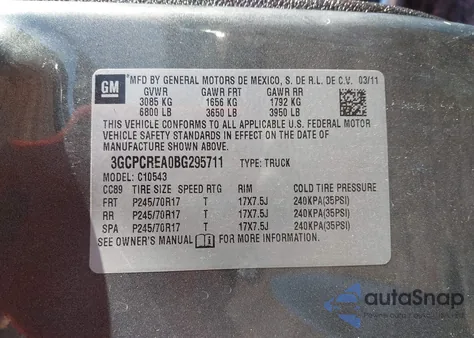 GM
MFD BY GENERAL MOTORS DE MEXICO, S. DE R.L. DE C.V. 03/11
GVWR GAWR FRT GAWR RR
3085 KG 1656 KG 1792 KG
6800 LB 3650 LB 3950 LB
THIS VEHICLE CONFORMS TO ALL APPLICABLE U.S. FEDERAL MOTOR
VEHICLE SAFETY STANDARDS IN EFFECT ON THE DATE OF
MANUFACTURE SHOWN ABOVE.
3GCPCREA0BG295711 TYPE: TRUCK
MODEL: C10543
CC89 TIRE SIZE SPEED RTG RIM COLD TIRE PRESSURE
FRT P245/70R17 T 17X7.5J 240KPA(35PSI)
RR P245/70R17 T 17X7.5J 240KPA(35PSI)
SPA P245/70R17 T 17X7.5J 240KPA(35PSI)
SEE OWNER'S MANUAL FOR MORE INFORMATION.
autaSnap